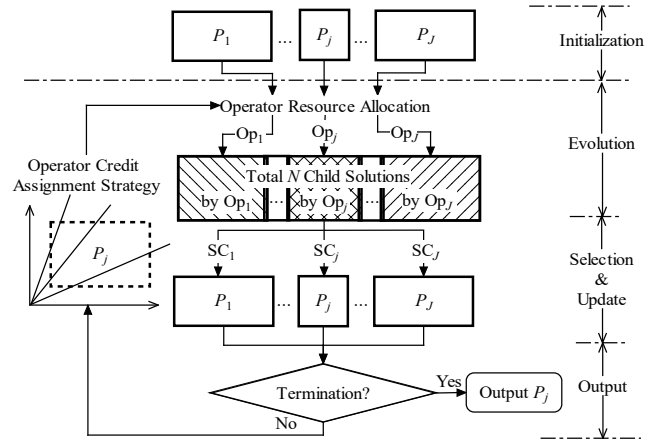 P1 ... Pj ... PJ
Initialization
Operator Resource Allocation
Op1 Opj OpJ
Evolution
Operator Credit
Assignment Strategy
Total N Child Solutions
by Op1 ... by Opj ... by OpJ
Pj
SC1 SCj SCJ
Selection
&
Update
P1 ... Pj ... PJ
Termination?
Yes
Output Pj
Output
No